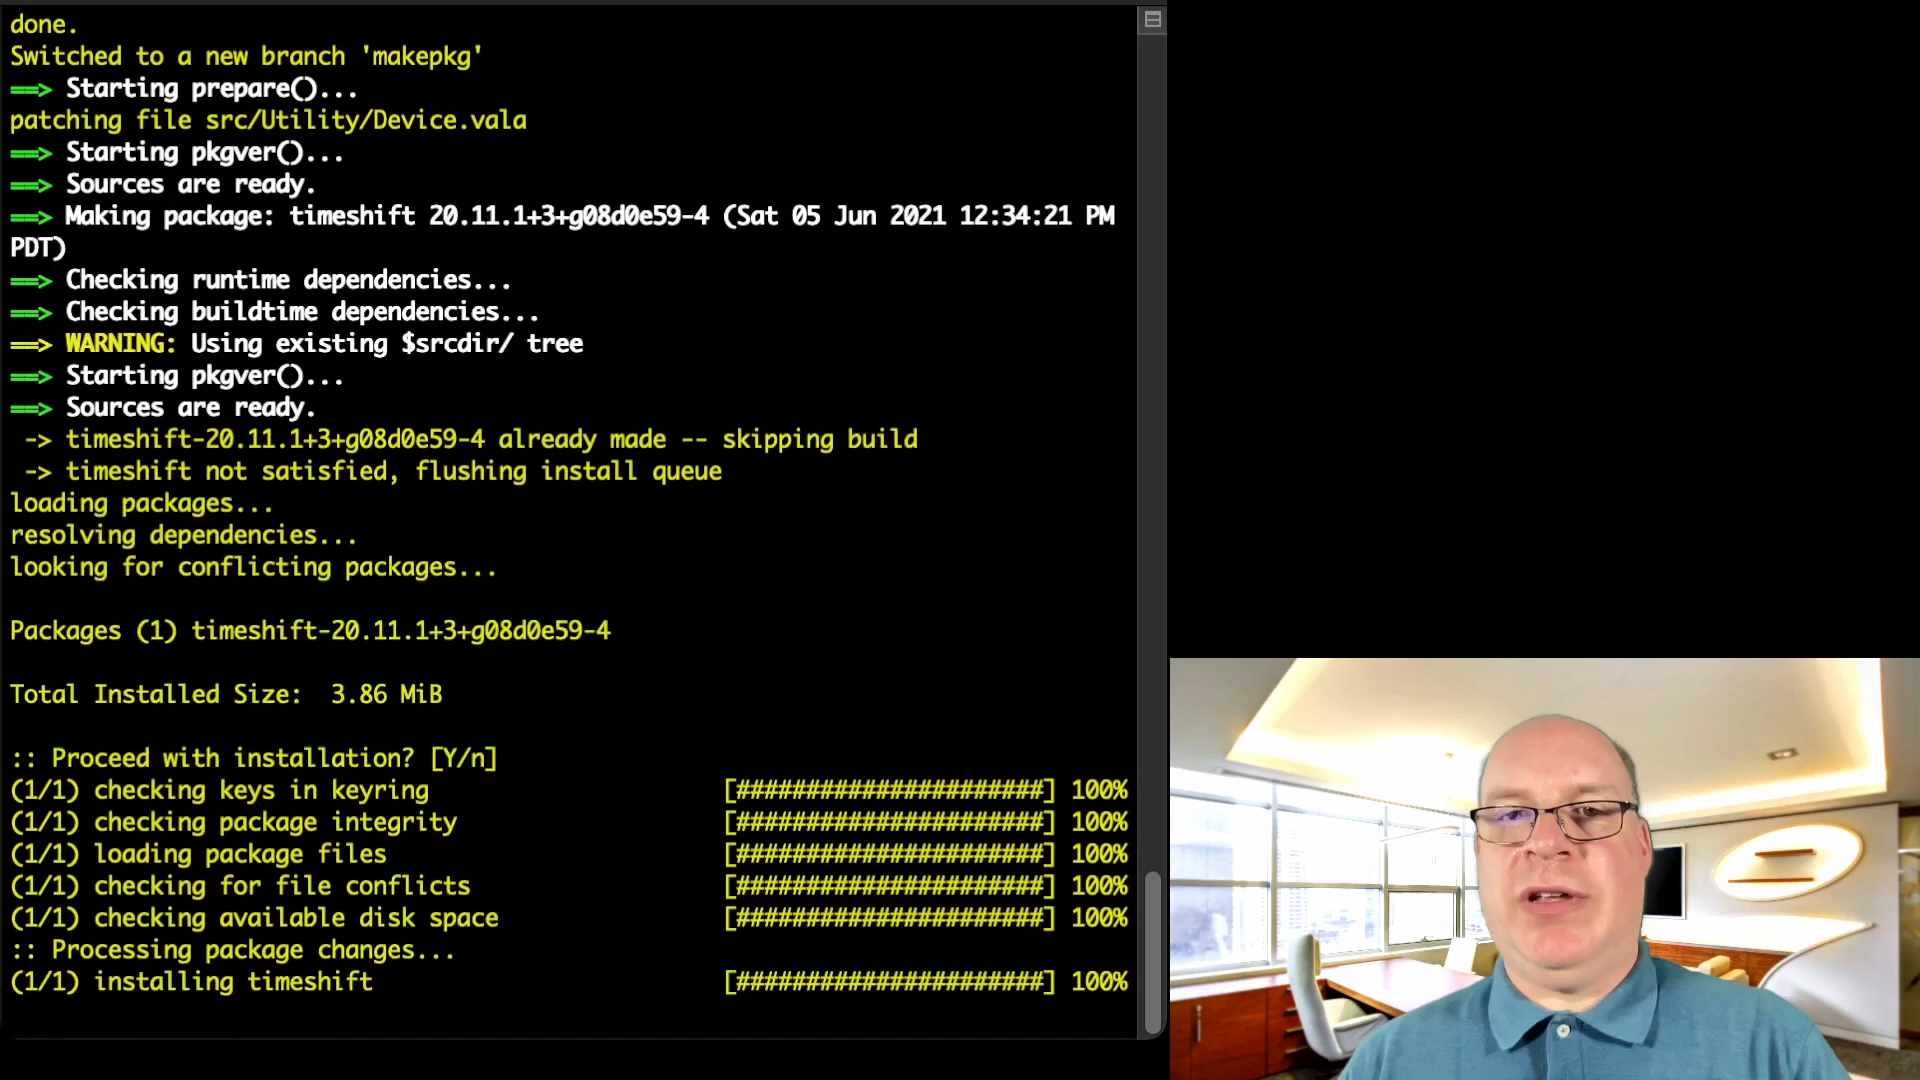 done.
Switched to a new branch 'makepkg'
==> Starting prepare()...
patching file src/Utility/Device.vala
==> Starting pkgver()...
==> Sources are ready.
==> Making package: timeshift 20.11.1+3+g08d0e59-4 (Sat 05 Jun 2021 12:34:21 PM
PDT)
==> Checking runtime dependencies...
==> Checking buildtime dependencies...
==> WARNING: Using existing $srcdir/ tree
==> Starting pkgver()...
==> Sources are ready.
 -> timeshift-20.11.1+3+g08d0e59-4 already made -- skipping build
 -> timeshift not satisfied, flushing install queue
loading packages...
resolving dependencies...
looking for conflicting packages...
Packages (1) timeshift-20.11.1+3+g08d0e59-4
Total Installed Size:  3.86 MiB
:: Proceed with installation? [Y/n]
(1/1) checking keys in keyring [######################] 100%
(1/1) checking package integrity [######################] 100%
(1/1) loading package files [######################] 100%
(1/1) checking for file conflicts [######################] 100%
(1/1) checking available disk space [######################] 100%
:: Processing package changes...
(1/1) installing timeshift [######################] 100%